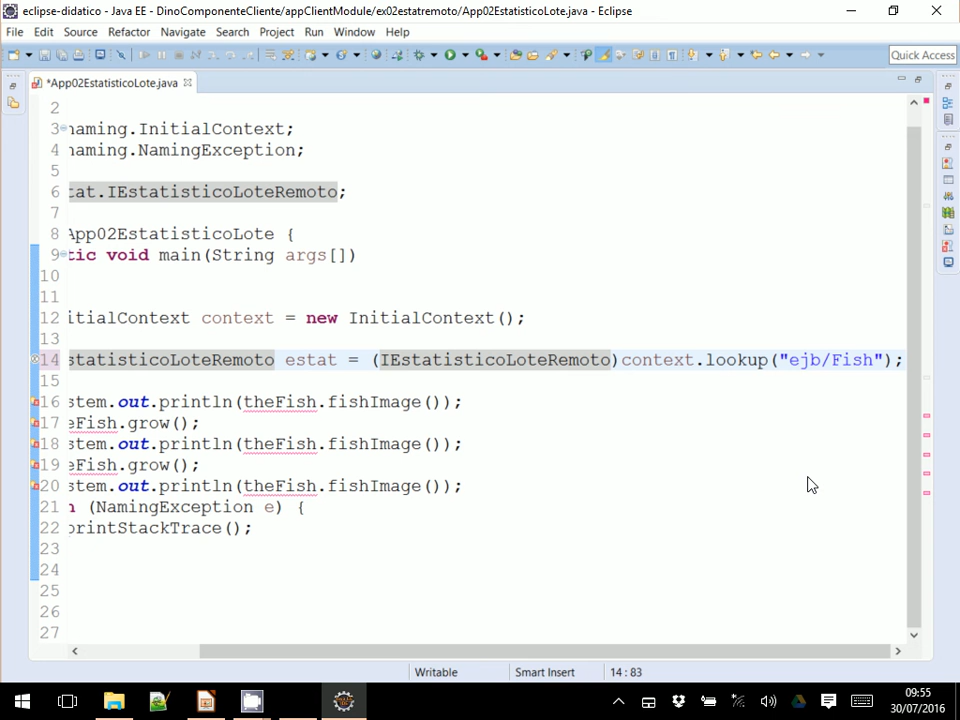 eclipse-didatico - Java EE - DinoComponenteCliente/appClientModule/ex02estatremoto/App02EstatisticoLote.java - Eclipse
File Edit Source Refactor Navigate Search Project Run Window Help
Quick Access
*App02EstatisticoLote.java
2
3 naming.InitialContext;
4 naming.NamingException;
5
6 tat.IEstatisticoLoteRemoto;
7
8 App02EstatisticoLote {
9 tic void main(String args[])
10
11
12 itialContext context = new InitialContext();
13
14 statisticoLoteRemoto estat = (IEstatisticoLoteRemoto)context.lookup("ejb/Fish");
15
16 stem.out.println(theFish.fishImage());
17 eFish.grow();
18 stem.out.println(theFish.fishImage());
19 eFish.grow();
20 stem.out.println(theFish.fishImage());
21 h (NamingException e) {
22 printStackTrace();
23
24
25
26
27
Writable Smart Insert 14 : 83
09:55
30/07/2016